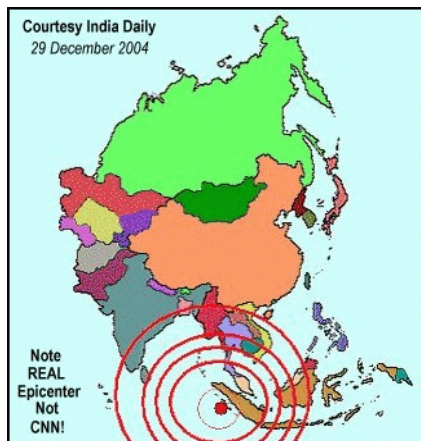 Courtesy India Daily
29 December 2004
Note
REAL
Epicenter
Not
CNN!